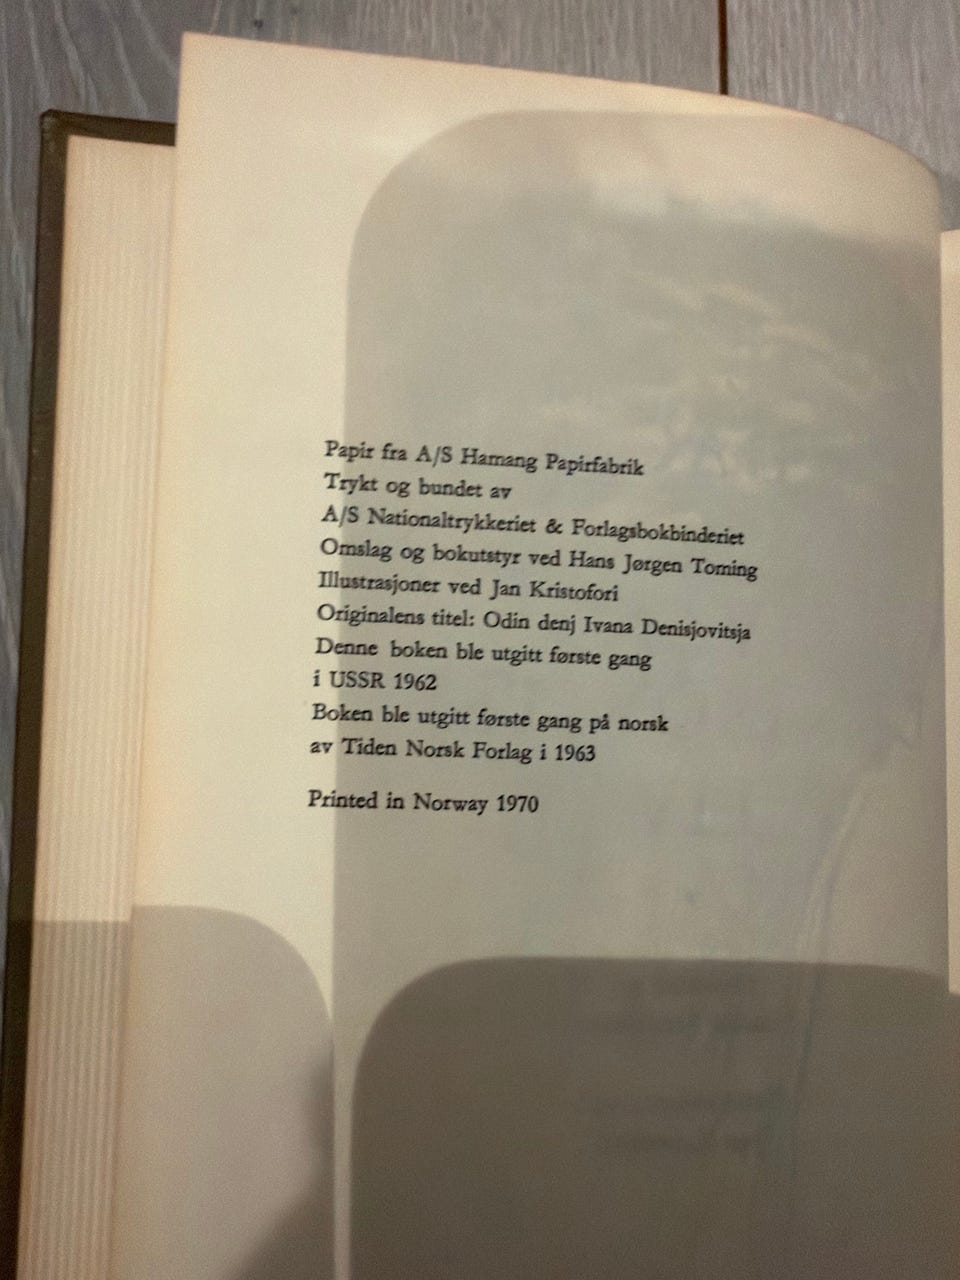 Papir fra A/S Hamang Papirfabrik
Trykt og bundet av
A/S Nationaltrykkeriet & Forlagsbokbinderiet
Omslag og bokutstyr ved Hans Jørgen Toming
Illustrasjoner ved Jan Kristofori
Originalens titel: Odin denj Ivana Denisjovitsja
Denne boken ble utgitt første gang
i USSR 1962
Boken ble utgitt første gang på norsk
av Tiden Norsk Forlag i 1963
Printed in Norway 1970